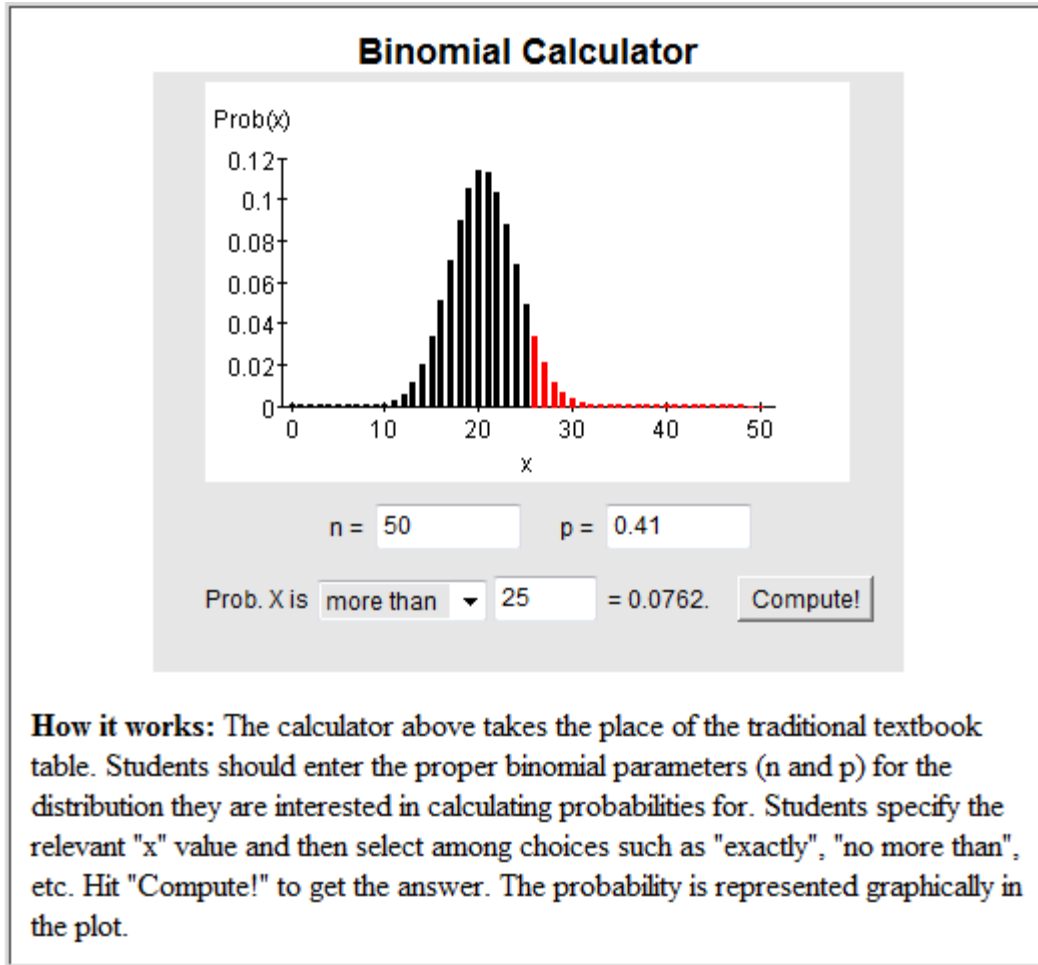 Binomial Calculator
Prob(x)
0.12
0.1
0.08
0.06
0.04
0.02
0
0 10 20 30 40 50
x
n = 50 p = 0.41
Prob. X is more than 25 = 0.0762. Compute!
How it works: The calculator above takes the place of the traditional textbook
table. Students should enter the proper binomial parameters (n and p) for the
distribution they are interested in calculating probabilities for. Students specify the
relevant "x" value and then select among choices such as "exactly", "no more than",
etc. Hit "Compute!" to get the answer. The probability is represented graphically in
the plot.